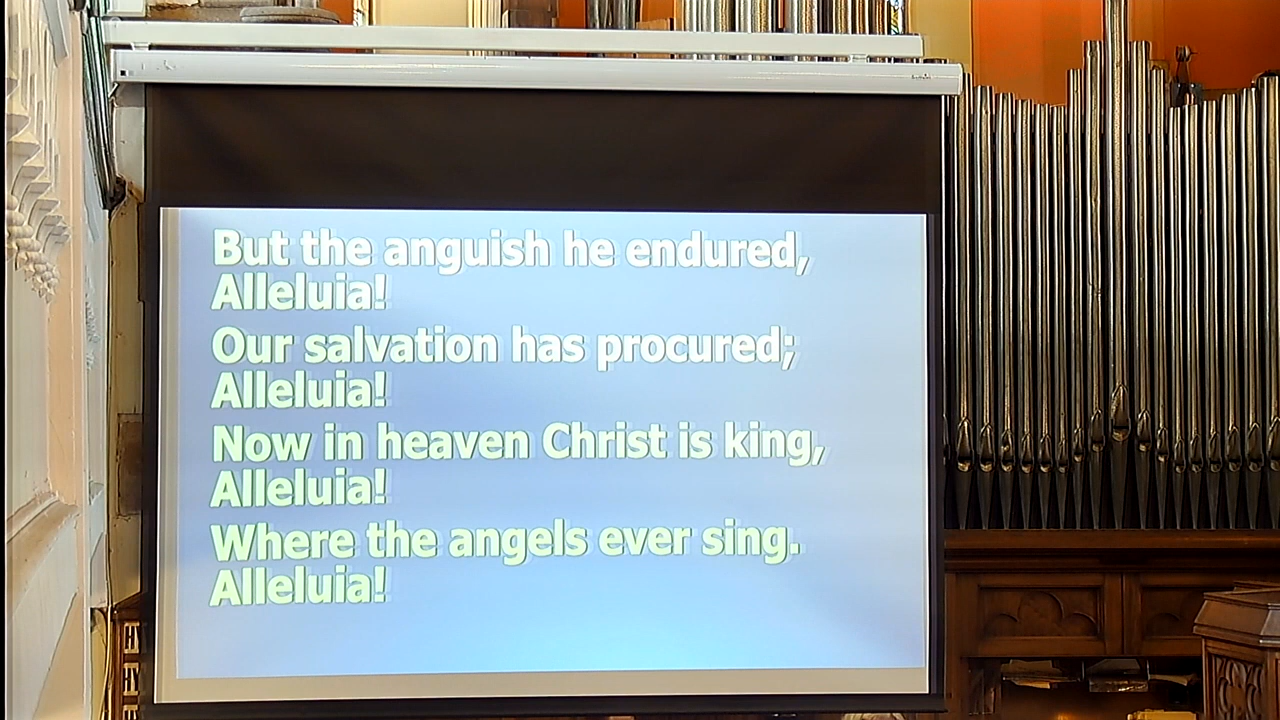 But the anguish he endured,
Alleluia!
Our salvation has procured;
Alleluia!
Now in heaven Christ is king,
Alleluia!
Where the angels ever sing.
Alleluia!